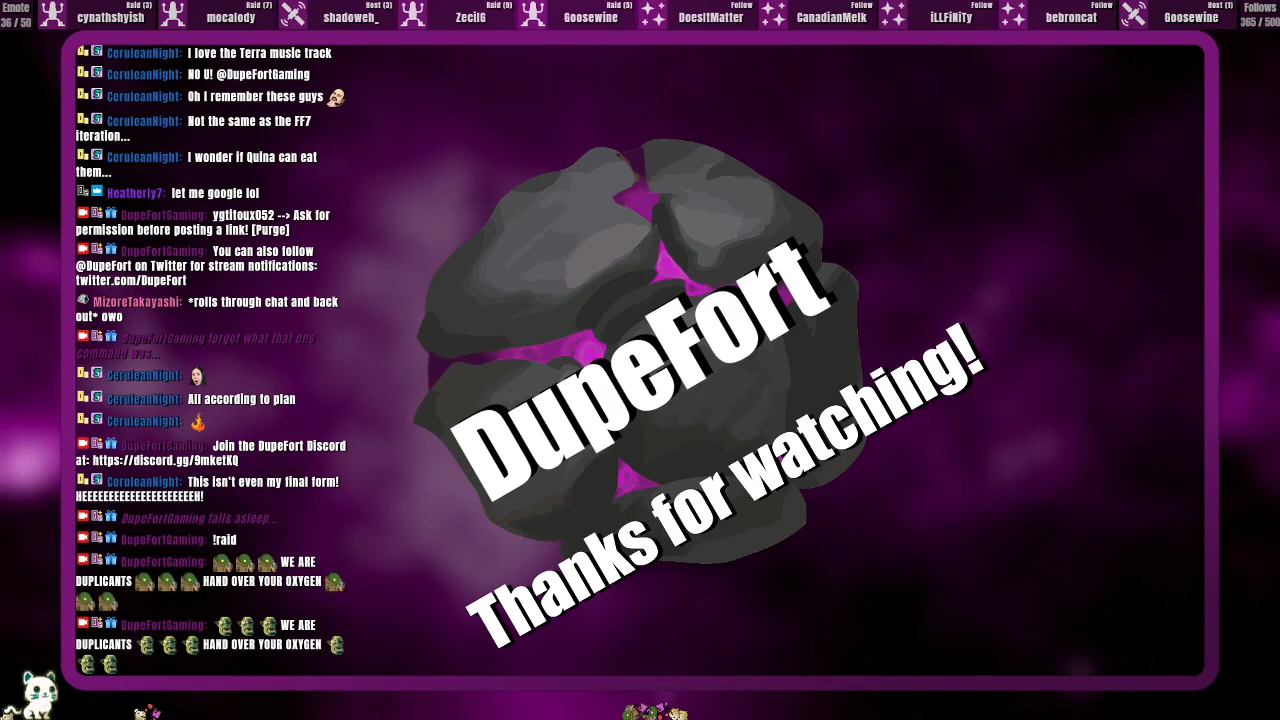 Emote
36 / 50
Raid (3)
cynathshyish
Raid (7)
mocalody
Host (3)
shadoweh_
Raid (9)
ZeciIG
Raid (5)
Goosewine
Follow
DoesItMatter
Follow
CanadianMelk
Follow
iLLFiNiTy
Follow
bebroncat
Host (1)
Goosewine
Follows
365 / 500
CeruleanNight: I love the Terra music track
CeruleanNight: NO U! @DupeFortGaming
CeruleanNight: Oh I remember these guys
CeruleanNight: Not the same as the FF7
iteration...
CeruleanNight: I wonder if Quina can eat
them...
Heatherly7: let me google lol
DupeFortGaming: ygtitoux052 --> Ask for
permission before posting a link! [Purge]
DupeFortGaming: You can also follow
@DupeFort on Twitter for stream notifications:
twitter.com/DupeFort
MizoreTakayashi: *rolls through chat and back
out* owo
DupeFortGaming forgot what that one
command was...
CeruleanNight:
CeruleanNight: All according to plan
CeruleanNight:
DupeFortGaming: Join the DupeFort Discord
at: https://discord.gg/9mketKQ
CeruleanNight: This isn't even my final form!
HEEEEEEEEEEEEEEEEEEEEH!
DupeFortGaming falls asleep...
DupeFortGaming: !raid
DupeFortGaming: WE ARE
DUPLICANTS HAND OVER YOUR OXYGEN
DupeFortGaming: WE ARE
DUPLICANTS HAND OVER YOUR OXYGEN
DupeFort
Thanks for watching!